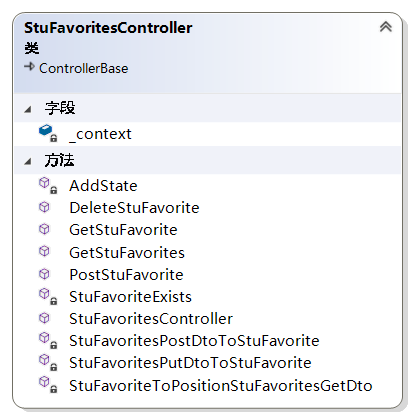 StuFavoritesController
类
ControllerBase
字段
_context
方法
AddState
DeleteStuFavorite
GetStuFavorite
GetStuFavorites
PostStuFavorite
StuFavoriteExists
StuFavoritesController
StuFavoritesPostDtoToStuFavorite
StuFavoritesPutDtoToStuFavorite
StuFavoriteToPositionStuFavoritesGetDto